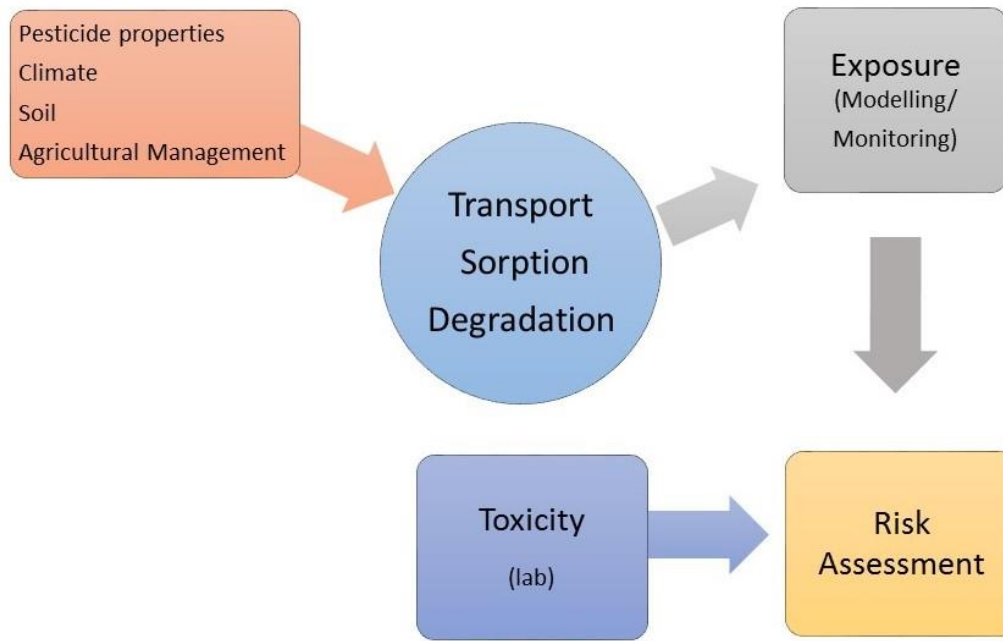 Pesticide properties
Climate
Soil
Agricultural Management
Transport
Sorption
Degradation
Exposure
(Modelling/
Monitoring)
Toxicity
(lab)
Risk
Assessment